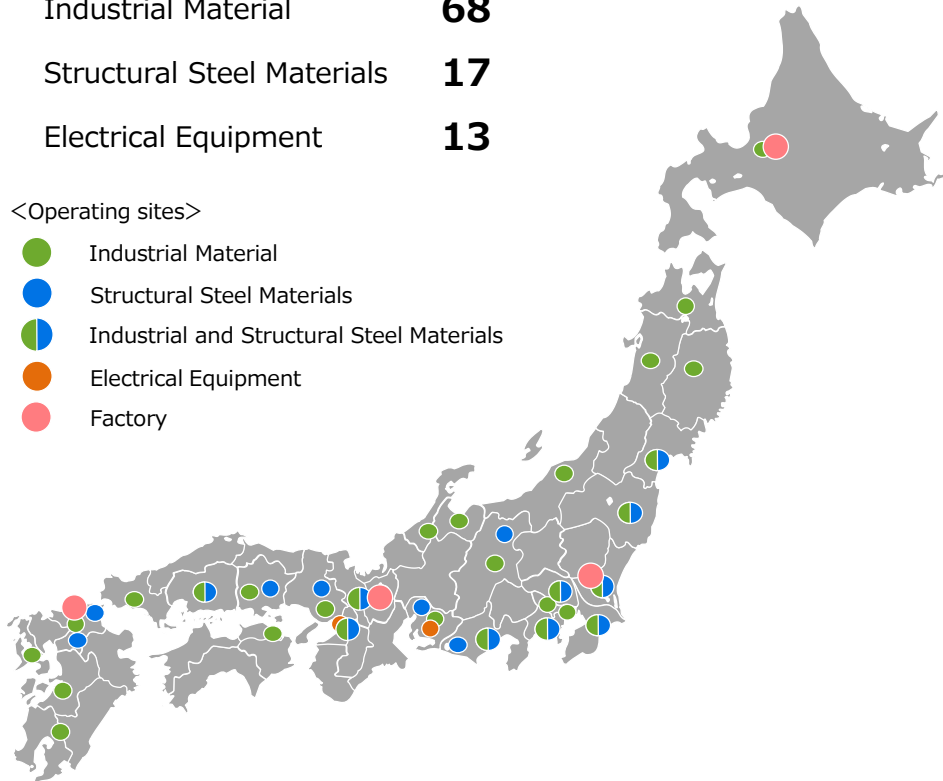 Industrial Material 68
Structural Steel Materials 17
Electrical Equipment 13
<Operating sites>
Industrial Material
Structural Steel Materials
Industrial and Structural Steel Materials
Electrical Equipment
Factory